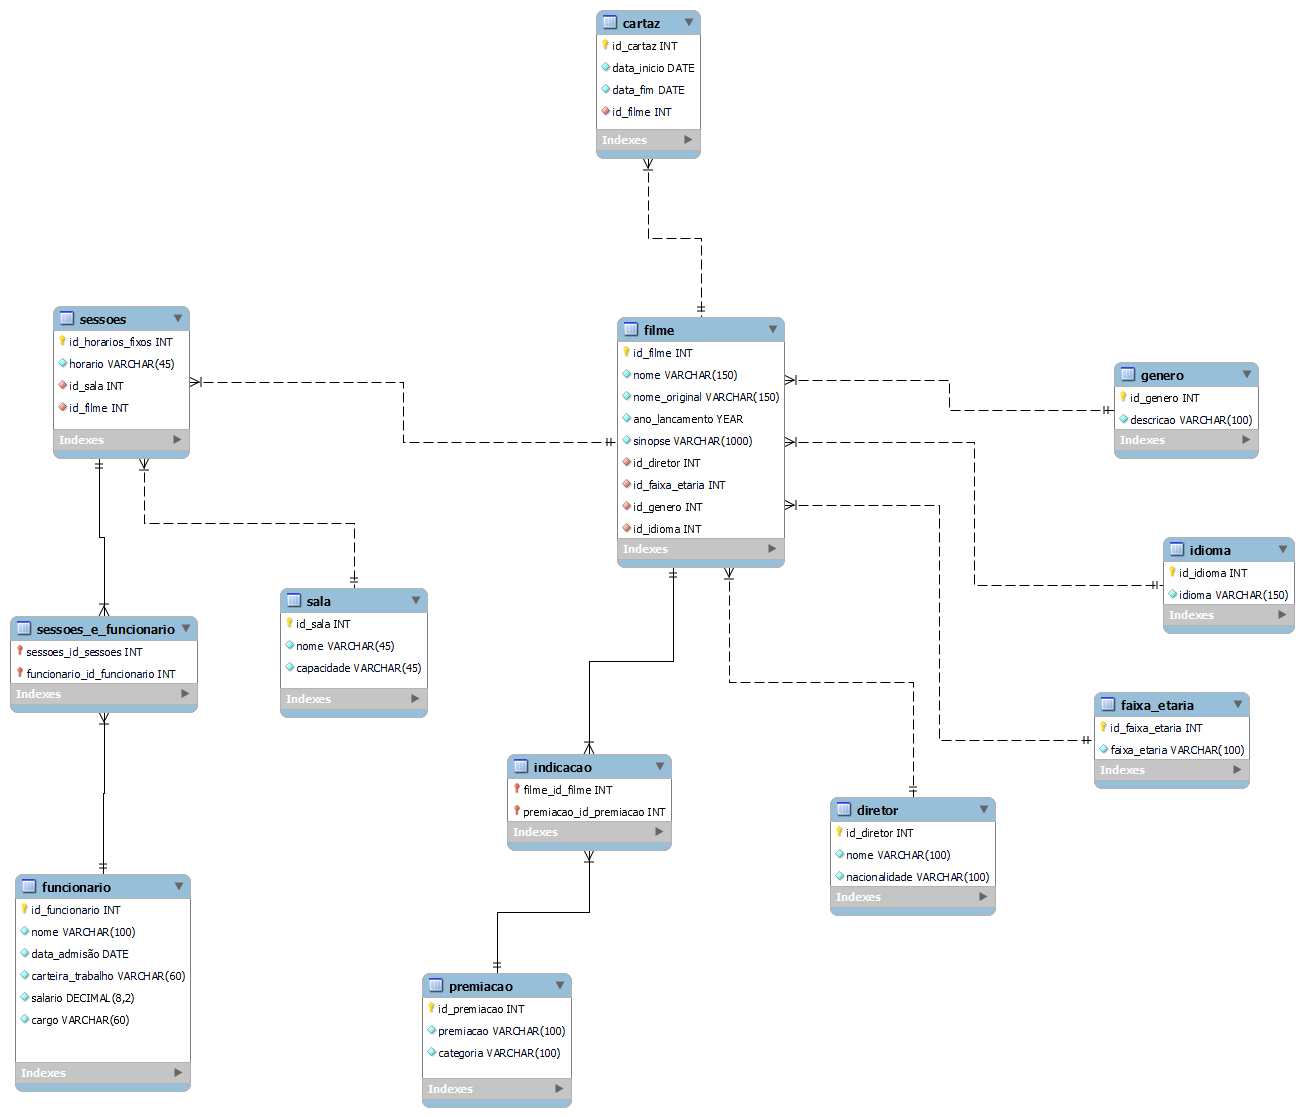 cartaz
id_cartaz INT
data_inicio DATE
data_fim DATE
id_filme INT
Indexes
sessoes
id_horarios_fixos INT
horario VARCHAR(45)
id_sala INT
id_filme INT
Indexes
filme
id_filme INT
nome VARCHAR(150)
nome_original VARCHAR(150)
ano_lancamento YEAR
sinopse VARCHAR(1000)
id_diretor INT
id_faixa_etaria INT
id_genero INT
id_idioma INT
Indexes
genero
id_genero INT
descricao VARCHAR(100)
Indexes
idioma
id_idioma INT
idioma VARCHAR(150)
Indexes
sala
id_sala INT
nome VARCHAR(45)
capacidade VARCHAR(45)
Indexes
sessoes_e_funcionario
sessoes_id_sessoes INT
funcionario_id_funcionario INT
Indexes
faixa_etaria
id_faixa_etaria INT
faixa_etaria VARCHAR(100)
Indexes
indicacao
filme_id_filme INT
premiacao_id_premiacao INT
Indexes
diretor
id_diretor INT
nome VARCHAR(100)
nacionalidade VARCHAR(100)
Indexes
funcionario
id_funcionario INT
nome VARCHAR(100)
data_admisão DATE
carteira_trabalho VARCHAR(60)
salario DECIMAL(8,2)
cargo VARCHAR(60)
Indexes
premiacao
id_premiacao INT
premiacao VARCHAR(100)
categoria VARCHAR(100)
Indexes